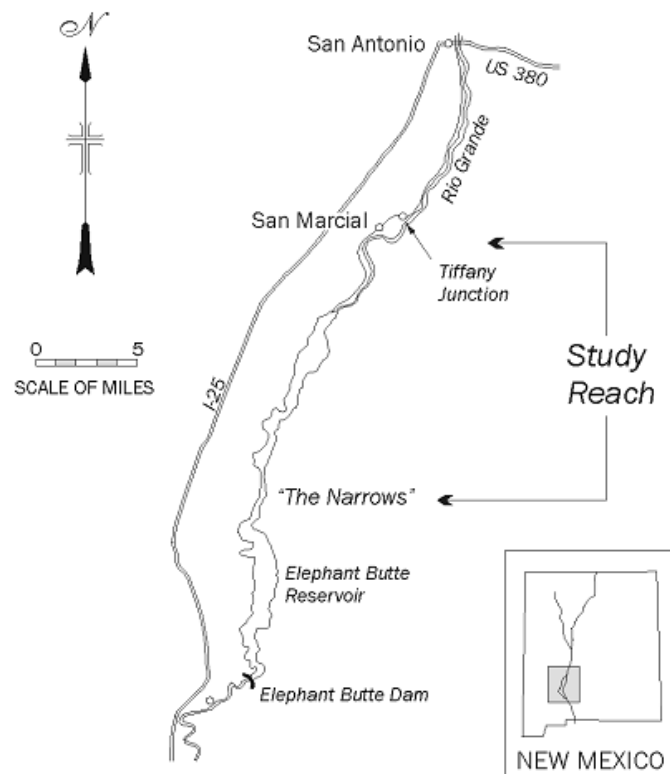 N
San Antonio
US 380
Rio Grande
San Marcial
Tiffany
Junction
0 5
SCALE OF MILES
I-25
Study
Reach
"The Narrows"
Elephant Butte
Reservoir
Elephant Butte Dam
NEW MEXICO